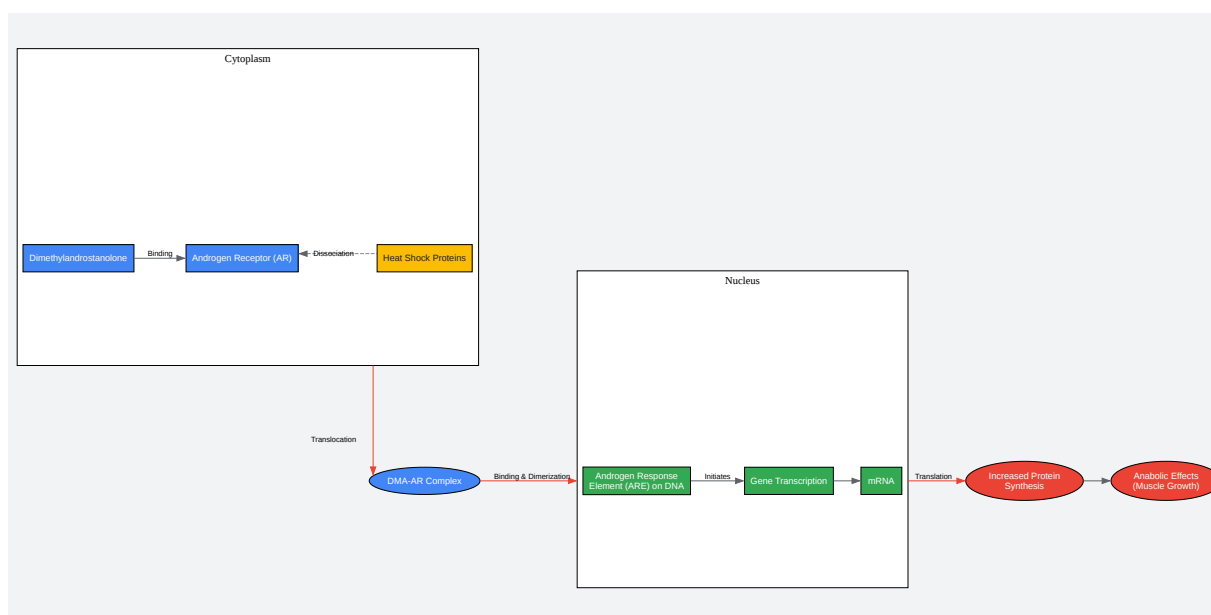 Cytoplasm
Dimethylandrostanolone
Binding
Androgen Receptor (AR)
Dissociation
Heat Shock Proteins
Translocation
DMA-AR Complex
Binding & Dimerization
Nucleus
Androgen Response
Element (ARE) on DNA
Initiates
Gene Transcription
mRNA
Translation
Increased Protein
Synthesis
Anabolic Effects
(Muscle Growth)